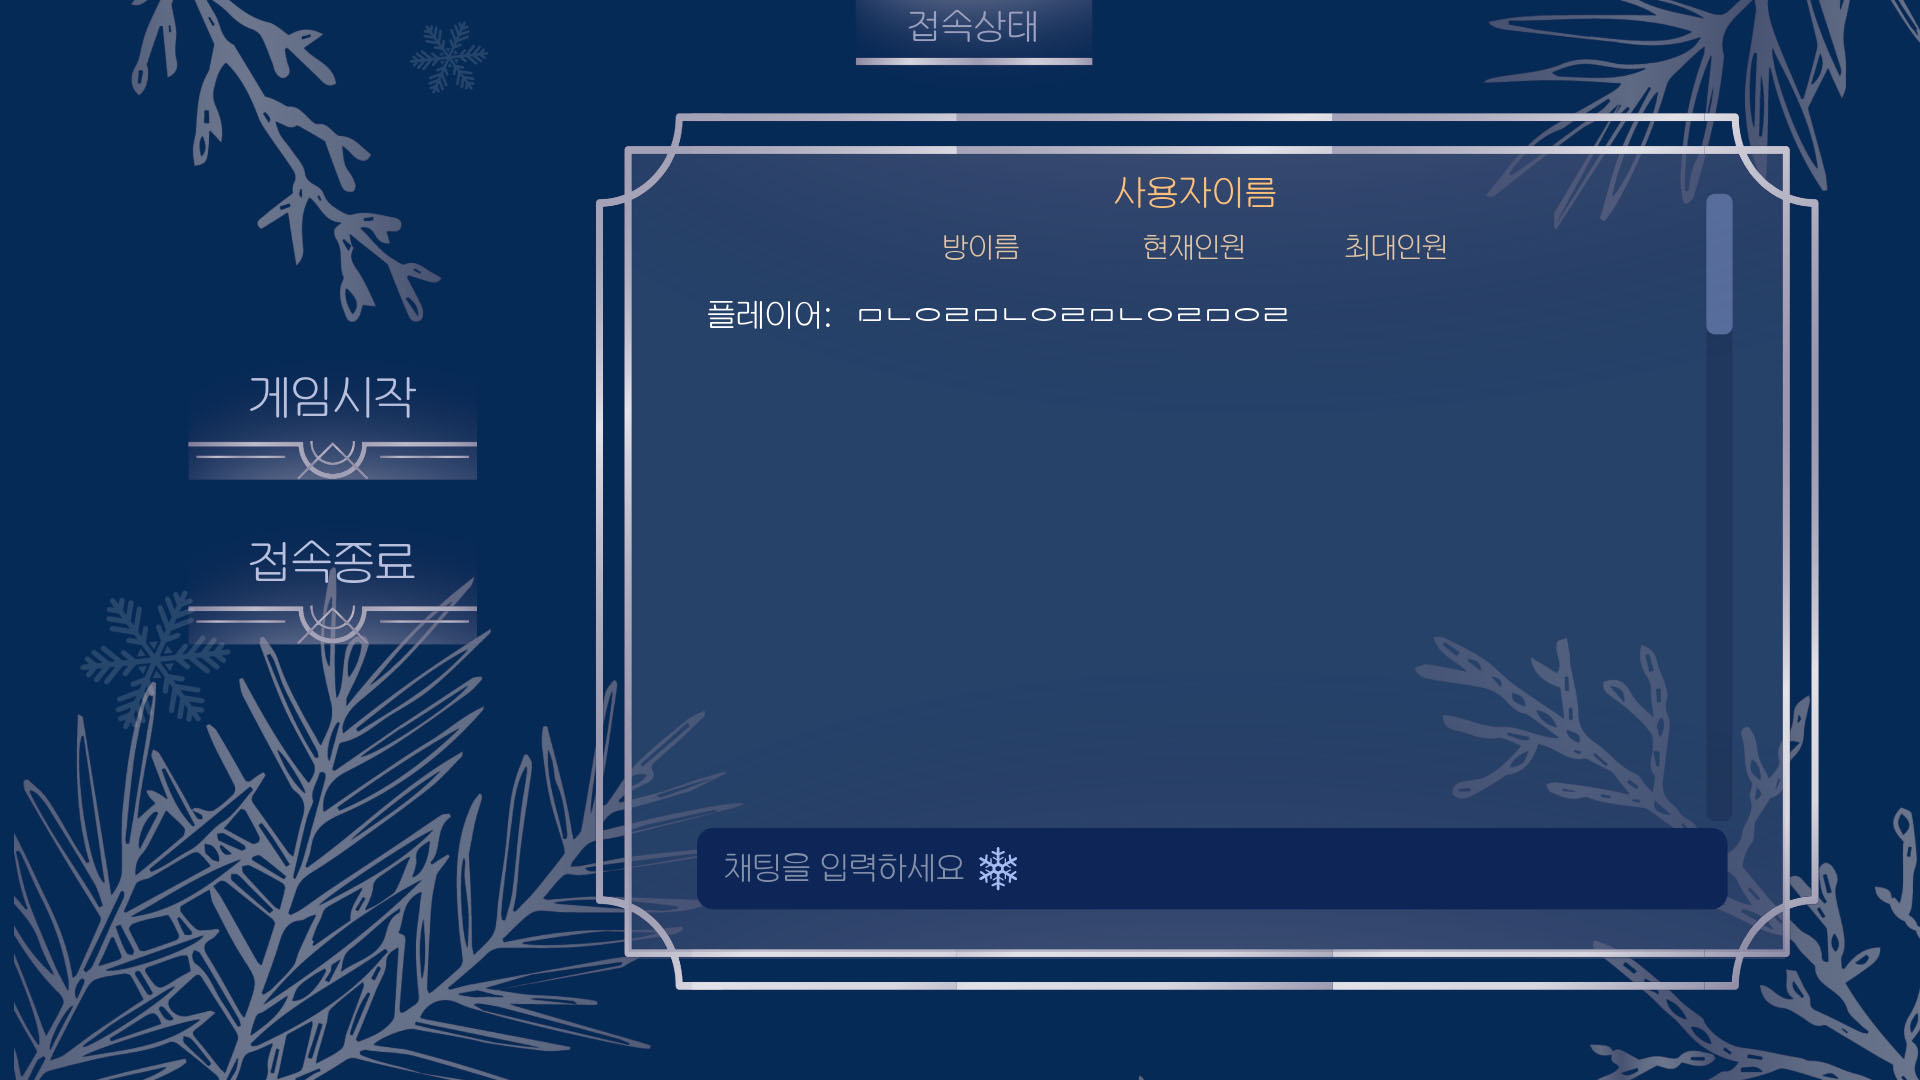 접속상태
사용자이름
방이름 현재인원 최대인원
플레이어: ㅁㄴㅇㄹㅁㄴㅇㄹㅁㄴㅇㄹㅁㅇㄹ
게임시작
접속종료
채팅을 입력하세요